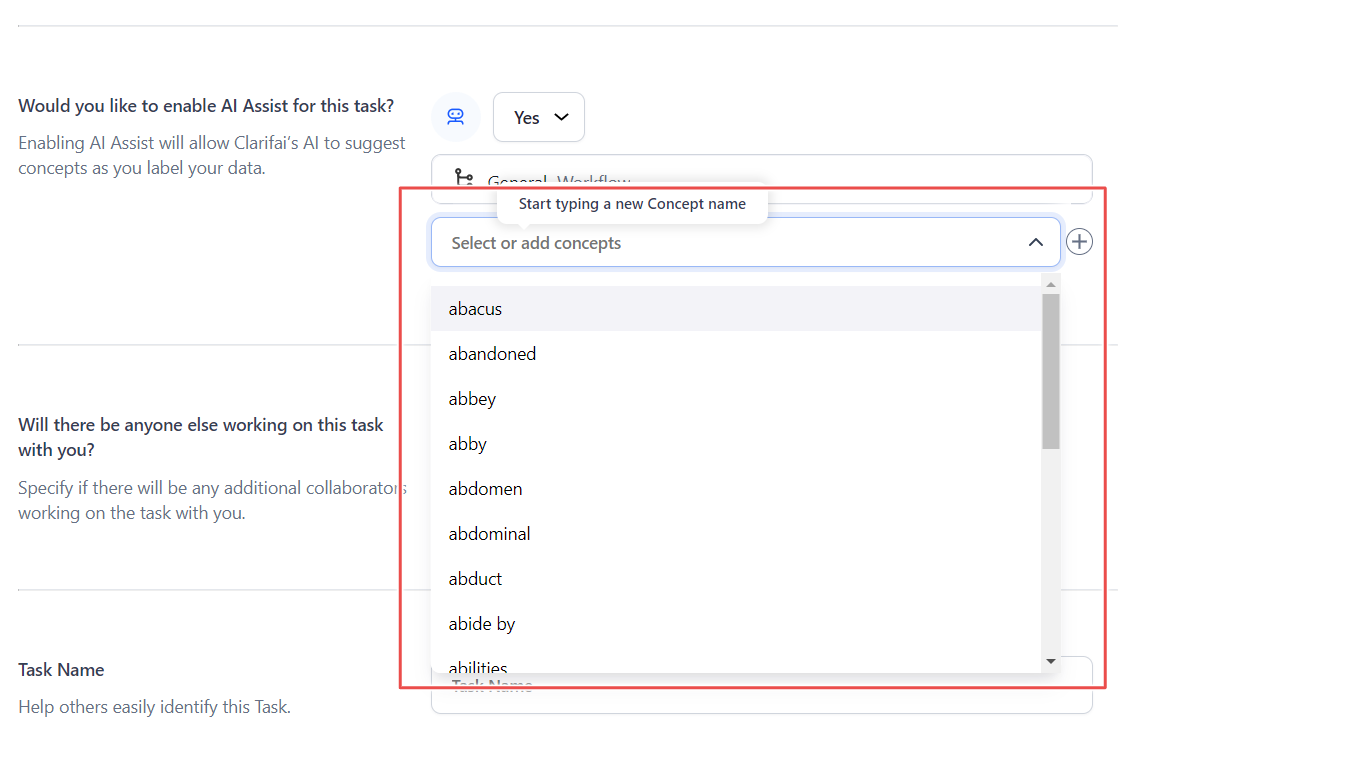 Would you like to enable AI Assist for this task?
Enabling AI Assist will allow Clarifai's AI to suggest
concepts as you label your data.
Yes
General Workflow
Start typing a new Concept name
Select or add concepts
abacus
abandoned
abbey
abby
abdomen
abdominal
abduct
abide by
abilities
Will there be anyone else working on this task
with you?
Specify if there will be any additional collaborators
working on the task with you.
Task Name
Help others easily identify this Task.
Task Name